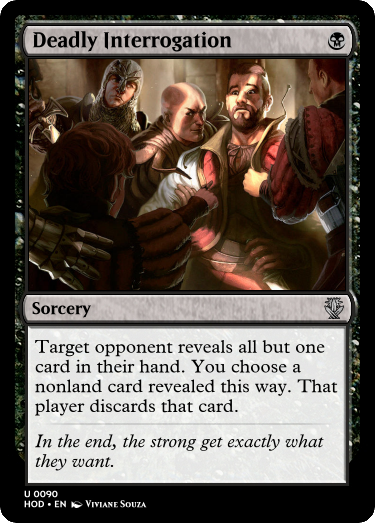 Deadly Interrogation
Sorcery
Target opponent reveals all but one
card in their hand. You choose a
nonland card revealed this way. That
player discards that card.
In the end, the strong get exactly what
they want.
U 0090
HOD • EN Viviane Souza